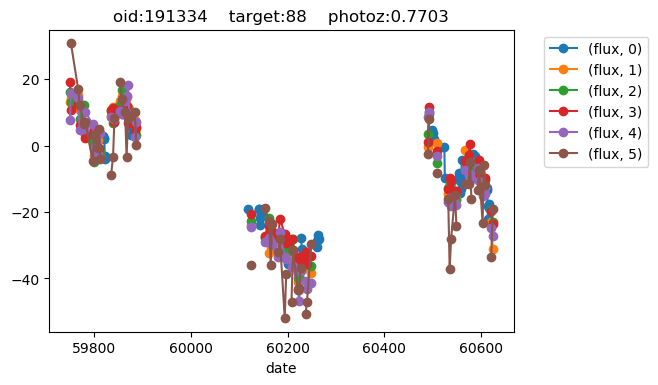 oid:191334    target:88    photoz:0.7703
20
0
−20
−40
59800
60000
60200
60400
60600
date
(flux, 0)
(flux, 1)
(flux, 2)
(flux, 3)
(flux, 4)
(flux, 5)